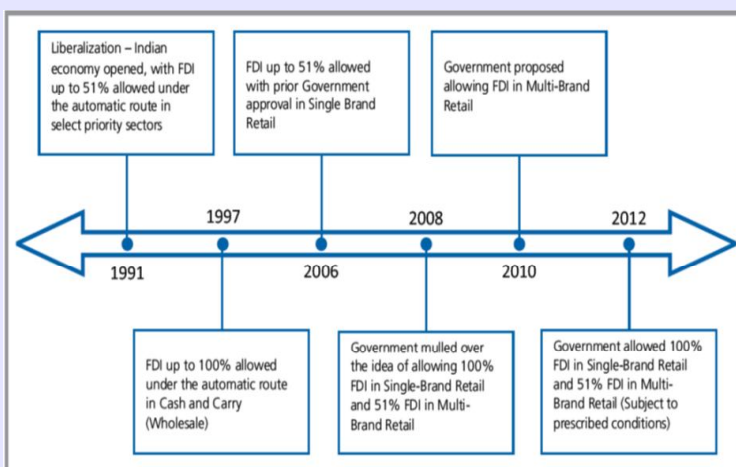 Liberalization – Indian
economy opened, with FDI
up to 51% allowed under
the automatic route in
select priority sectors
FDI up to 51% allowed
with prior Government
approval in Single Brand
Retail
Government proposed
allowing FDI in Multi-Brand
Retail
1997
2008
2012
1991
2006
2010
FDI up to 100% allowed
under the automatic route
in Cash and Carry
(Wholesale)
Government mulled over
the idea of allowing 100%
FDI in Single-Brand Retail
and 51% FDI in Multi-
Brand Retail
Government allowed 100%
FDI in Single-Brand Retail
and 51% FDI in Multi-
Brand Retail (Subject to
prescribed conditions)